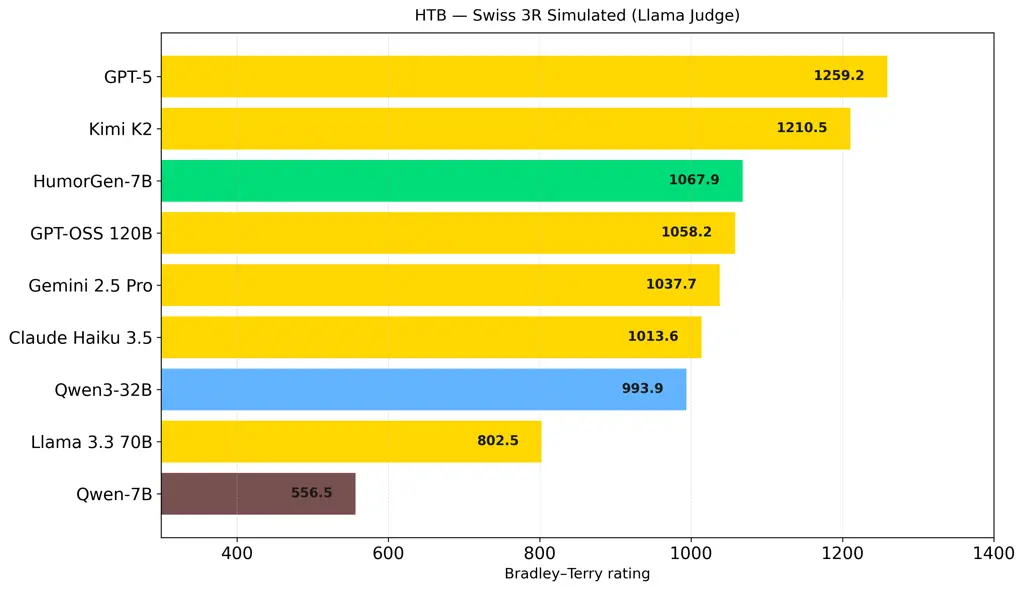 HTB — Swiss 3R Simulated (Llama Judge)
GPT-5 1259.2
Kimi K2 1210.5
HumorGen-7B 1067.9
GPT-OSS 120B 1058.2
Gemini 2.5 Pro 1037.7
Claude Haiku 3.5 1013.6
Qwen3-32B 993.9
Llama 3.3 70B 802.5
Qwen-7B 556.5
400 600 800 1000 1200 1400
Bradley–Terry rating